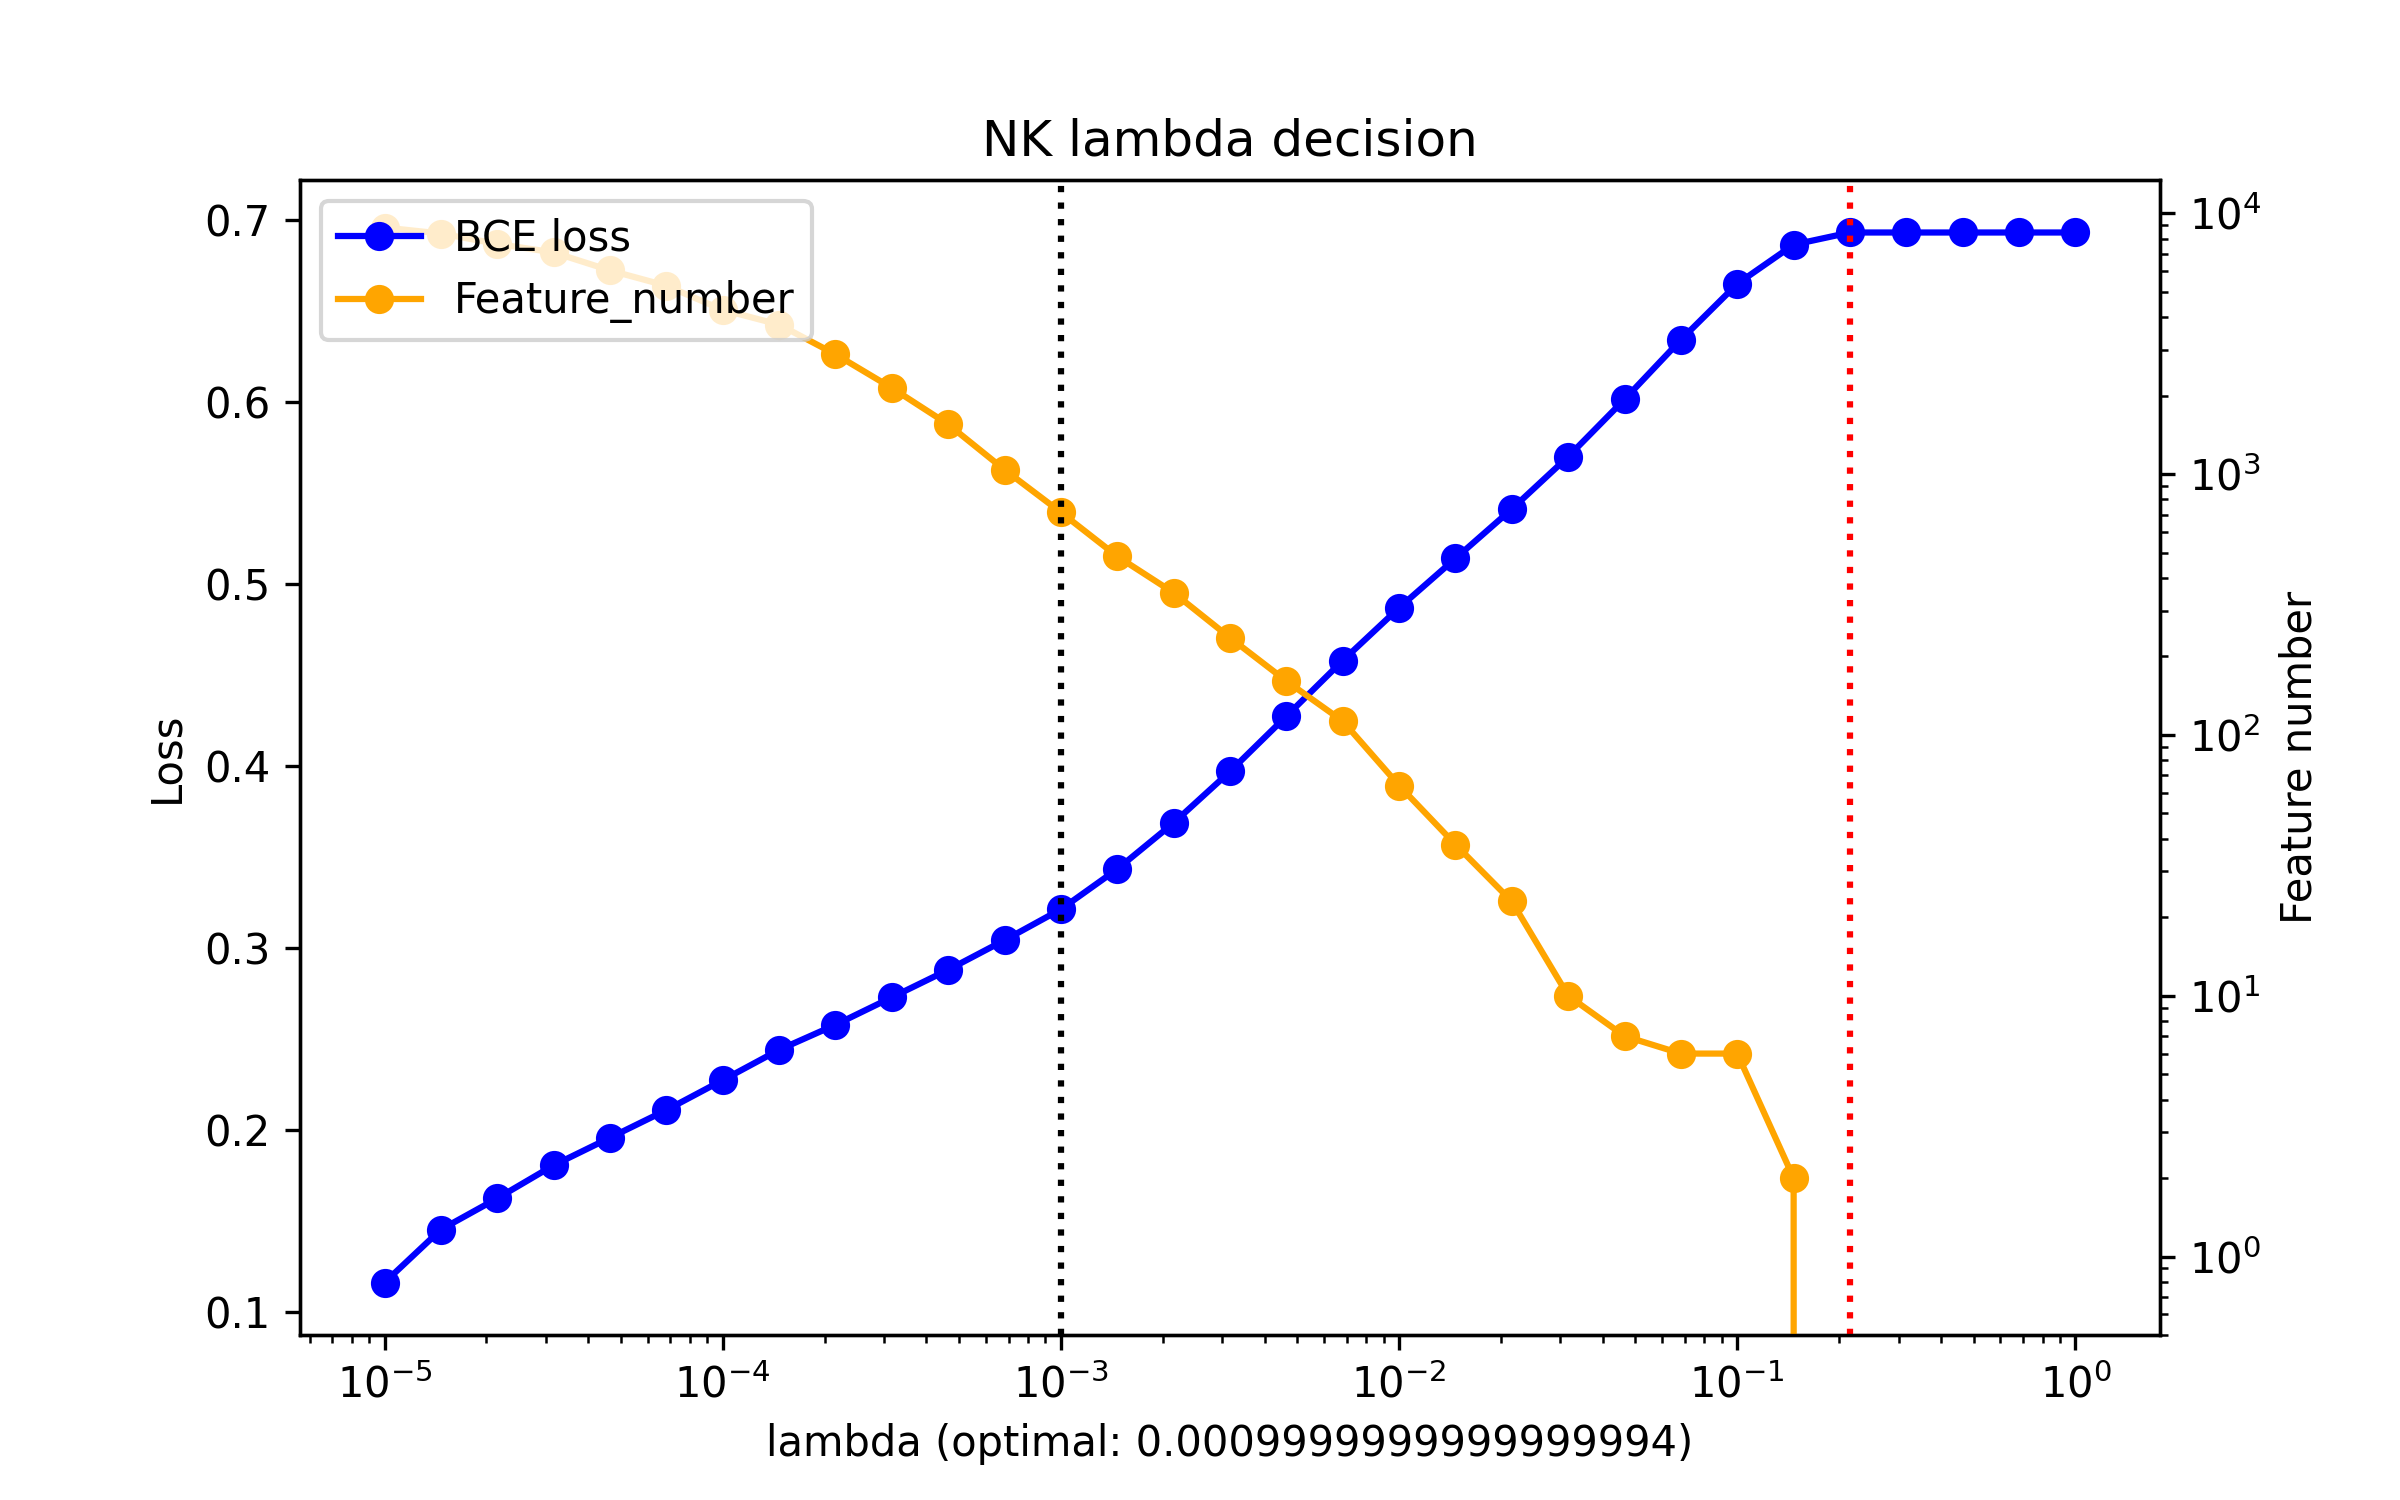 NK lambda decision
BCE loss
Feature_number
0.7
0.6
0.5
0.4
0.3
0.2
0.1
Loss
10⁴
10³
10²
10¹
10⁰
Feature number
10⁻⁵ 10⁻⁴ 10⁻³ 10⁻² 10⁻¹ 10⁰
lambda (optimal: 0.0009999999999999994)